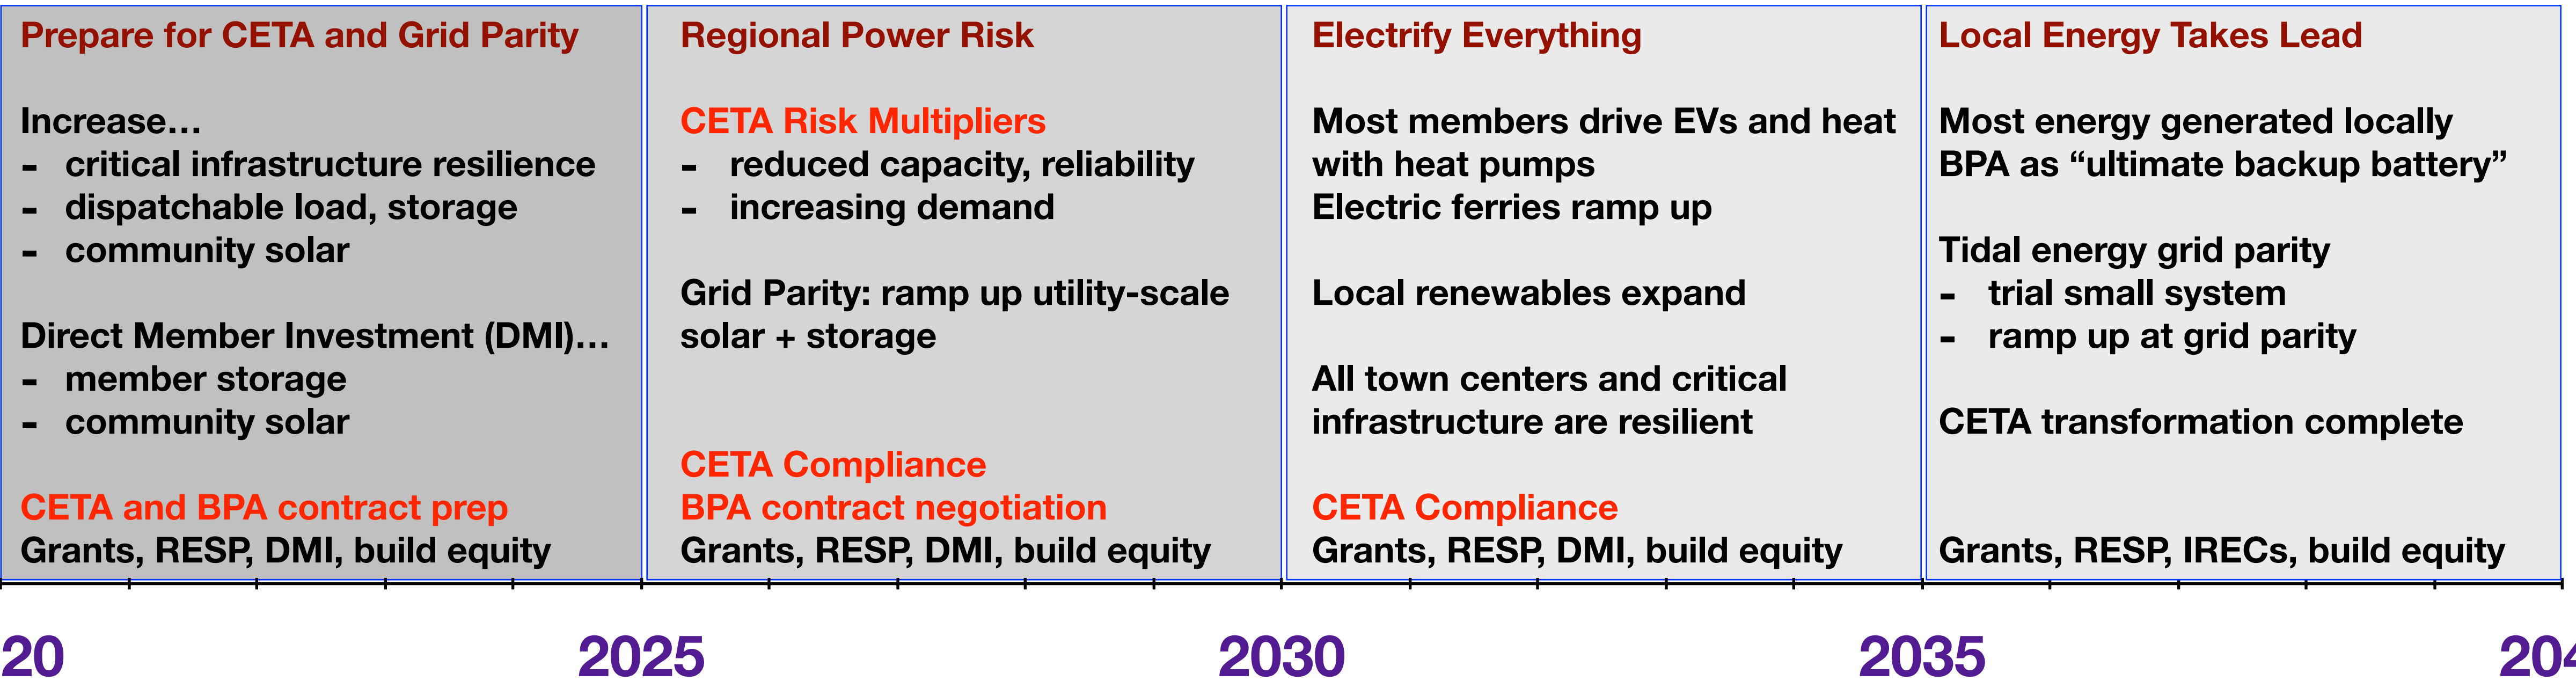 Prepare for CETA and Grid Parity
Increase…
- critical infrastructure resilience
- dispatchable load, storage
- community solar
Direct Member Investment (DMI)…
- member storage
- community solar
CETA and BPA contract prep
Grants, RESP, DMI, build equity
Regional Power Risk
CETA Risk Multipliers
- reduced capacity, reliability
- increasing demand
Grid Parity: ramp up utility-scale
solar + storage
CETA Compliance
BPA contract negotiation
Grants, RESP, DMI, build equity
Electrify Everything
Most members drive EVs and heat
with heat pumps
Electric ferries ramp up
Local renewables expand
All town centers and critical
infrastructure are resilient
CETA Compliance
Grants, RESP, DMI, build equity
Local Energy Takes Lead
Most energy generated locally
BPA as “ultimate backup battery”
Tidal energy grid parity
- trial small system
- ramp up at grid parity
CETA transformation complete
Grants, RESP, IRECs, build equity
20
2025
2030
2035
204